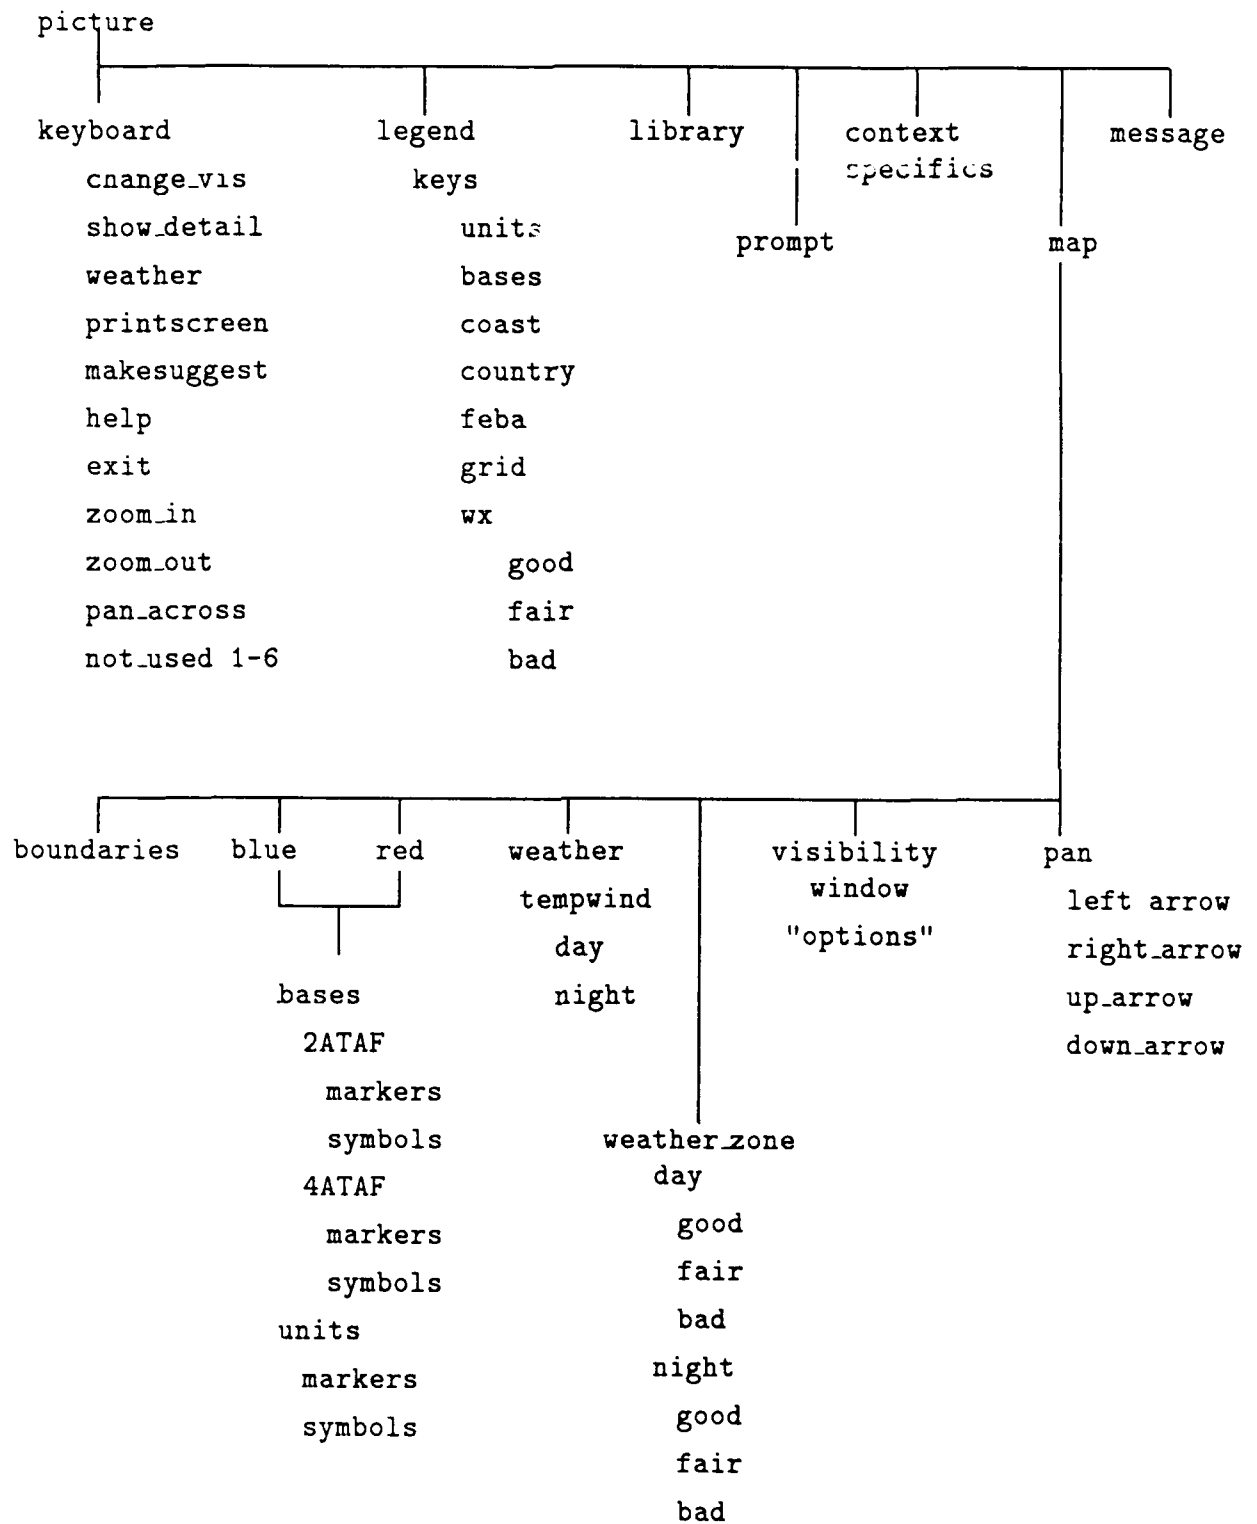 picture
keyboard legend library context message
specifics
change_vis keys
show_detail units
prompt map
weather bases
printscreen coast
makesuggest country
help feba
exit grid
zoom_in wx
zoom_out good
pan_across fair
not_used 1-6 bad
boundaries blue red weather visibility pan
window
tempwind left arrow
"options"
day right_arrow
bases night up_arrow
2ATAF down_arrow
markers
symbols weather_zone
day
4ATAF
markers good
symbols fair
units bad
markers night
symbols good
fair
bad